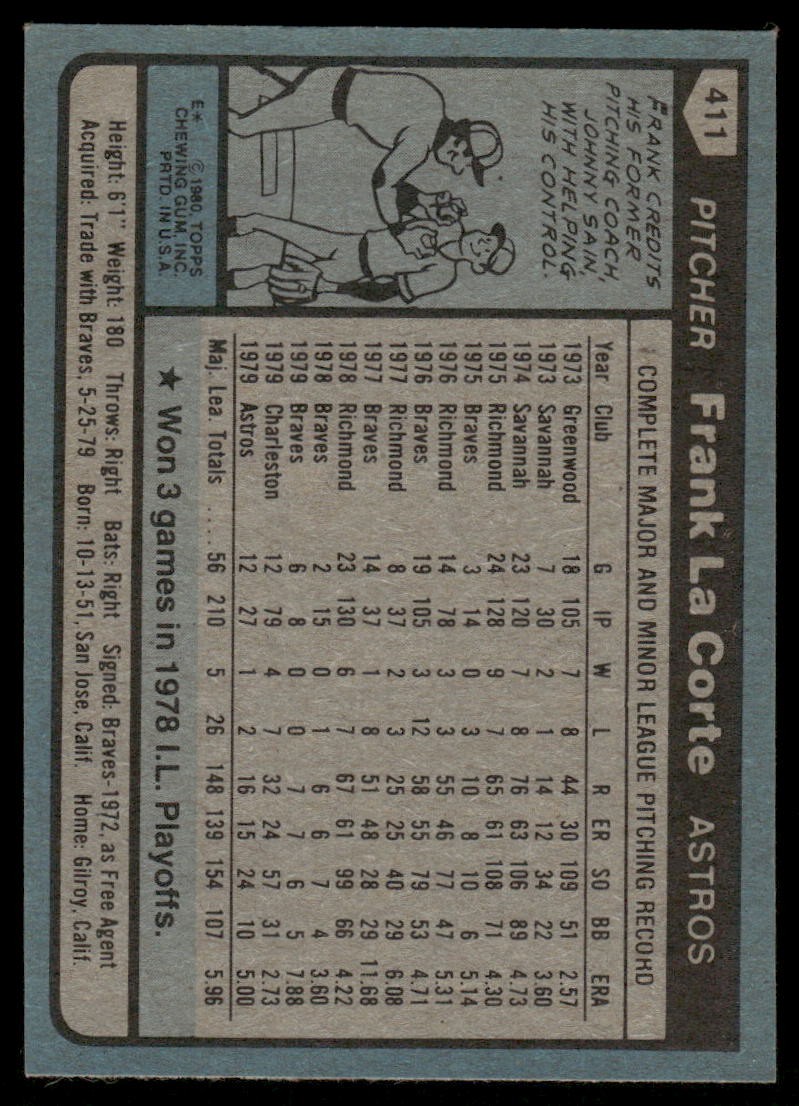 411 PITCHER Frank La Corte ASTROS
FRANK CREDITS
HIS FORMER
PITCHING COACH,
JOHNNY SAIN,
WITH HELPING
HIS CONTROL.
E* © 1980 TOPPS
CHEWING GUM, INC.
PRTD. IN U.S.A.
COMPLETE MAJOR AND MINOR LEAGUE PITCHING RECORD
Year Club G IP W L R ER SO BB ERA
1973 Greenwood 18 105 7 8 44 30 109 51 2.57
1973 Savannah 7 30 2 1 14 12 34 22 3.60
1974 Savannah 23 120 7 8 76 63 106 89 4.73
1975 Richmond 24 128 9 7 65 61 108 71 4.30
1975 Braves 3 14 0 3 10 8 10 6 5.14
1976 Richmond 14 78 3 3 55 46 77 47 5.31
1976 Braves 19 105 3 12 58 55 79 53 4.71
1977 Richmond 8 37 2 3 25 25 40 29 6.08
1977 Braves 14 37 1 8 51 48 28 29 11.68
1978 Richmond 23 130 6 7 67 61 99 66 4.22
1978 Braves 2 15 0 1 6 6 7 4 3.60
1979 Braves 6 8 0 0 7 7 6 5 7.88
1979 Charleston 12 79 4 7 32 24 57 31 2.73
1979 Astros 12 27 1 2 16 15 24 10 5.00
Maj. Lea. Totals .... 56 210 5 26 148 139 154 107 5.96
★ Won 3 games in 1978 I.L. Playoffs.
Height: 6'1" Weight: 180 Throws: Right Bats: Right Signed: Braves-1972, as Free Agent
Acquired: Trade with Braves, 5-25-79 Born: 10-13-51, San Jose, Calif. Home: Gilroy, Calif.